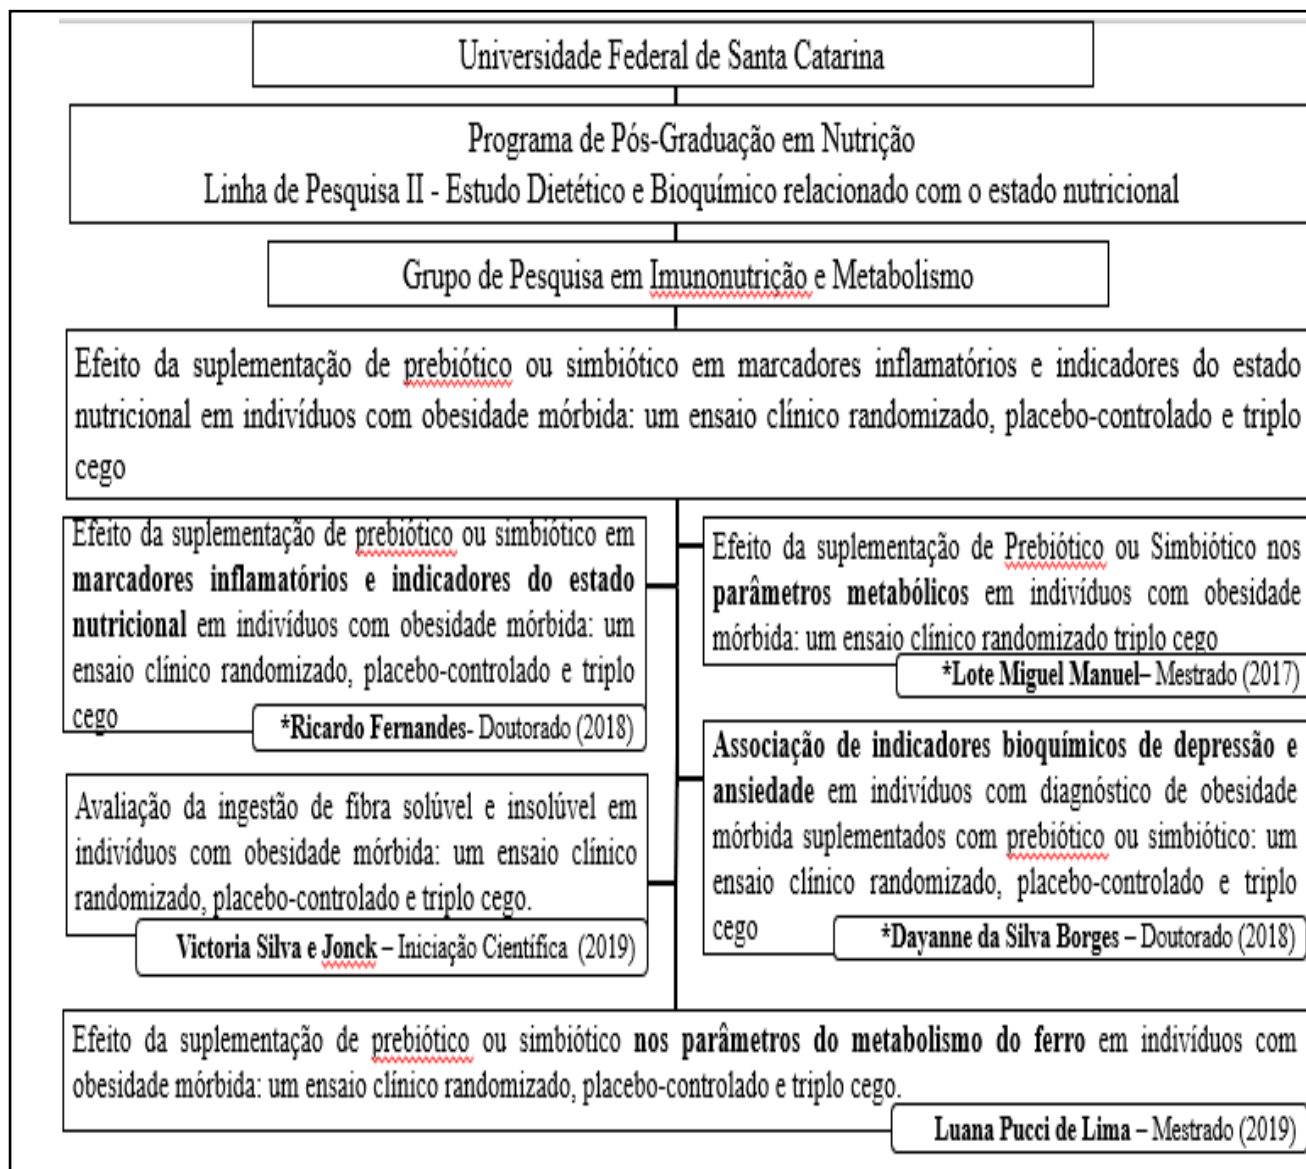 Universidade Federal de Santa Catarina
Programa de Pós-Graduação em Nutrição
Linha de Pesquisa II - Estudo Dietético e Bioquímico relacionado com o estado nutricional
Grupo de Pesquisa em Imunonutrição e Metabolismo
Efeito da suplementação de prebiótico ou simbiótico em marcadores inflamatórios e indicadores do estado
nutricional em indivíduos com obesidade mórbida: um ensaio clínico randomizado, placebo-controlado e triplo
cego
Efeito da suplementação de prebiótico ou simbiótico em
marcadores inflamatórios e indicadores do estado
nutricional em indivíduos com obesidade mórbida: um
ensaio clínico randomizado, placebo-controlado e triplo
cego
*Ricardo Fernandes- Doutorado (2018)
Efeito da suplementação de Prebiótico ou Simbiótico nos
parâmetros metabólicos em indivíduos com obesidade
mórbida: um ensaio clínico randomizado triplo cego
*Lote Miguel Manuel– Mestrado (2017)
Avaliação da ingestão de fibra solúvel e insolúvel em
indivíduos com obesidade mórbida: um ensaio clínico
randomizado, placebo-controlado e triplo cego.
Victoria Silva e Jonck – Iniciação Científica (2019)
Associação de indicadores bioquímicos de depressão e
ansiedade em indivíduos com diagnóstico de obesidade
mórbida suplementados com prebiótico ou simbiótico: um
ensaio clínico randomizado, placebo-controlado e triplo
cego
*Dayanne da Silva Borges – Doutorado (2018)
Efeito da suplementação de prebiótico ou simbiótico nos parâmetros do metabolismo do ferro em indivíduos com
obesidade mórbida: um ensaio clínico randomizado, placebo-controlado e triplo cego.
Luana Pucci de Lima – Mestrado (2019)